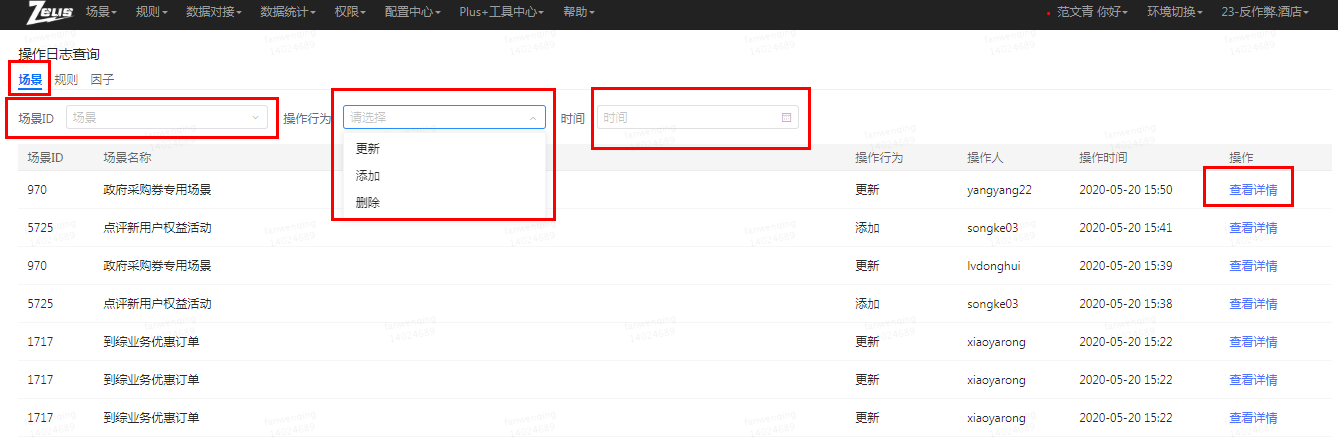 ZEUS 场景 规则 数据对接 数据统计 权限 配置中心 Plus+工具中心 帮助 范文青 你好 环境切换 23-反作弊.酒店
操作日志查询
场景 规则 因子
场景ID 场景 操作行为 请选择 时间 时间
更新
添加
删除
场景ID 场景名称 操作行为 操作人 操作时间 操作
970 政府采购券专用场景 更新 yangyang22 2020-05-20 15:50 查看详情
5725 点评新用户权益活动 添加 songke03 2020-05-20 15:41 查看详情
970 政府采购券专用场景 更新 lvdonghui 2020-05-20 15:39 查看详情
5725 点评新用户权益活动 添加 songke03 2020-05-20 15:38 查看详情
1717 到综业务优惠订单 更新 xiaoyarong 2020-05-20 15:22 查看详情
1717 到综业务优惠订单 更新 xiaoyarong 2020-05-20 15:22 查看详情
1717 到综业务优惠订单 更新 xiaoyarong 2020-05-20 15:22 查看详情